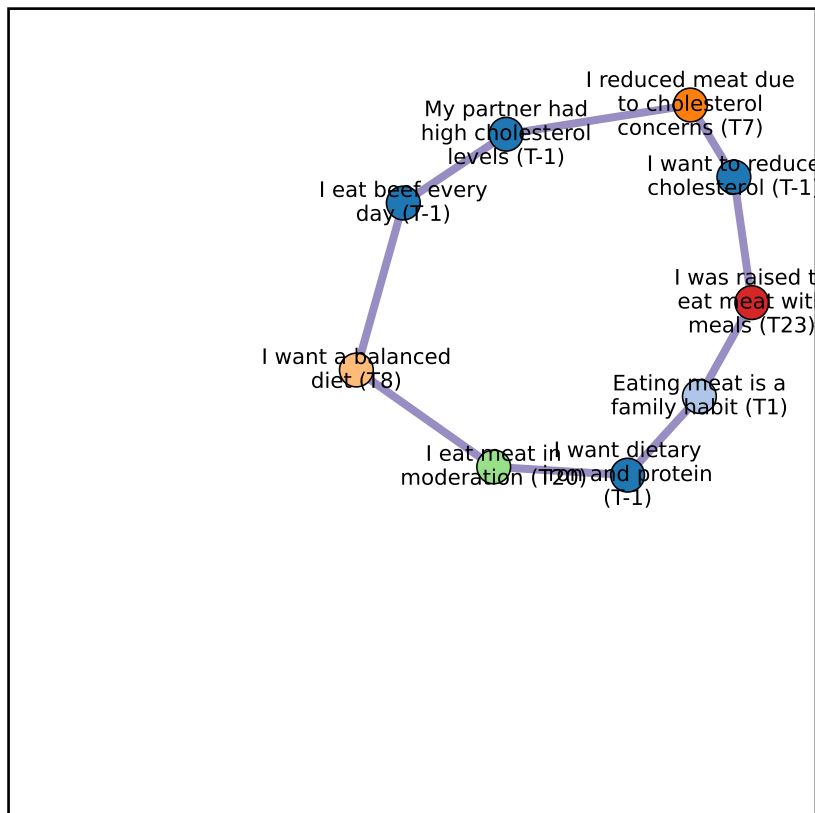 I reduced meat due
to cholesterol
concerns (T7)
My partner had
high cholesterol
levels (T-1)
I want to reduce
cholesterol (T-1)
I eat beef every
day (T-1)
I was raised t
eat meat with
meals (T23)
I want a balanced
diet (T8)
Eating meat is a
family habit (T1)
I eat meat in
moderation (T20)
I want dietary
iron and protein
(T-1)